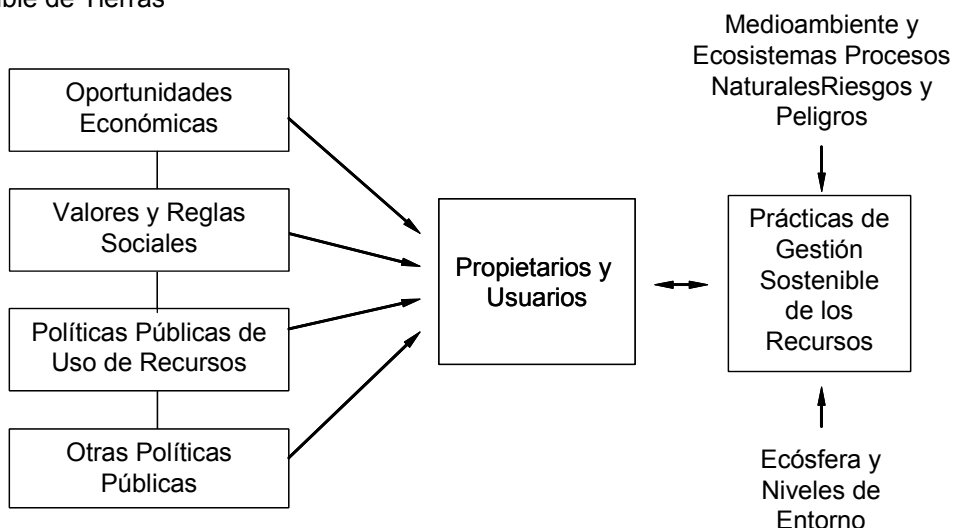 ible de Tierras
Oportunidades
Económicas
Valores y Reglas
Sociales
Políticas Públicas de
Uso de Recursos
Otras Políticas
Públicas
Propietarios y
Usuarios
Medioambiente y
Ecosistemas Procesos
NaturalesRiesgos y
Peligros
Prácticas de
Gestión
Sostenible
de los
Recursos
Ecósfera y
Niveles de
Entorno